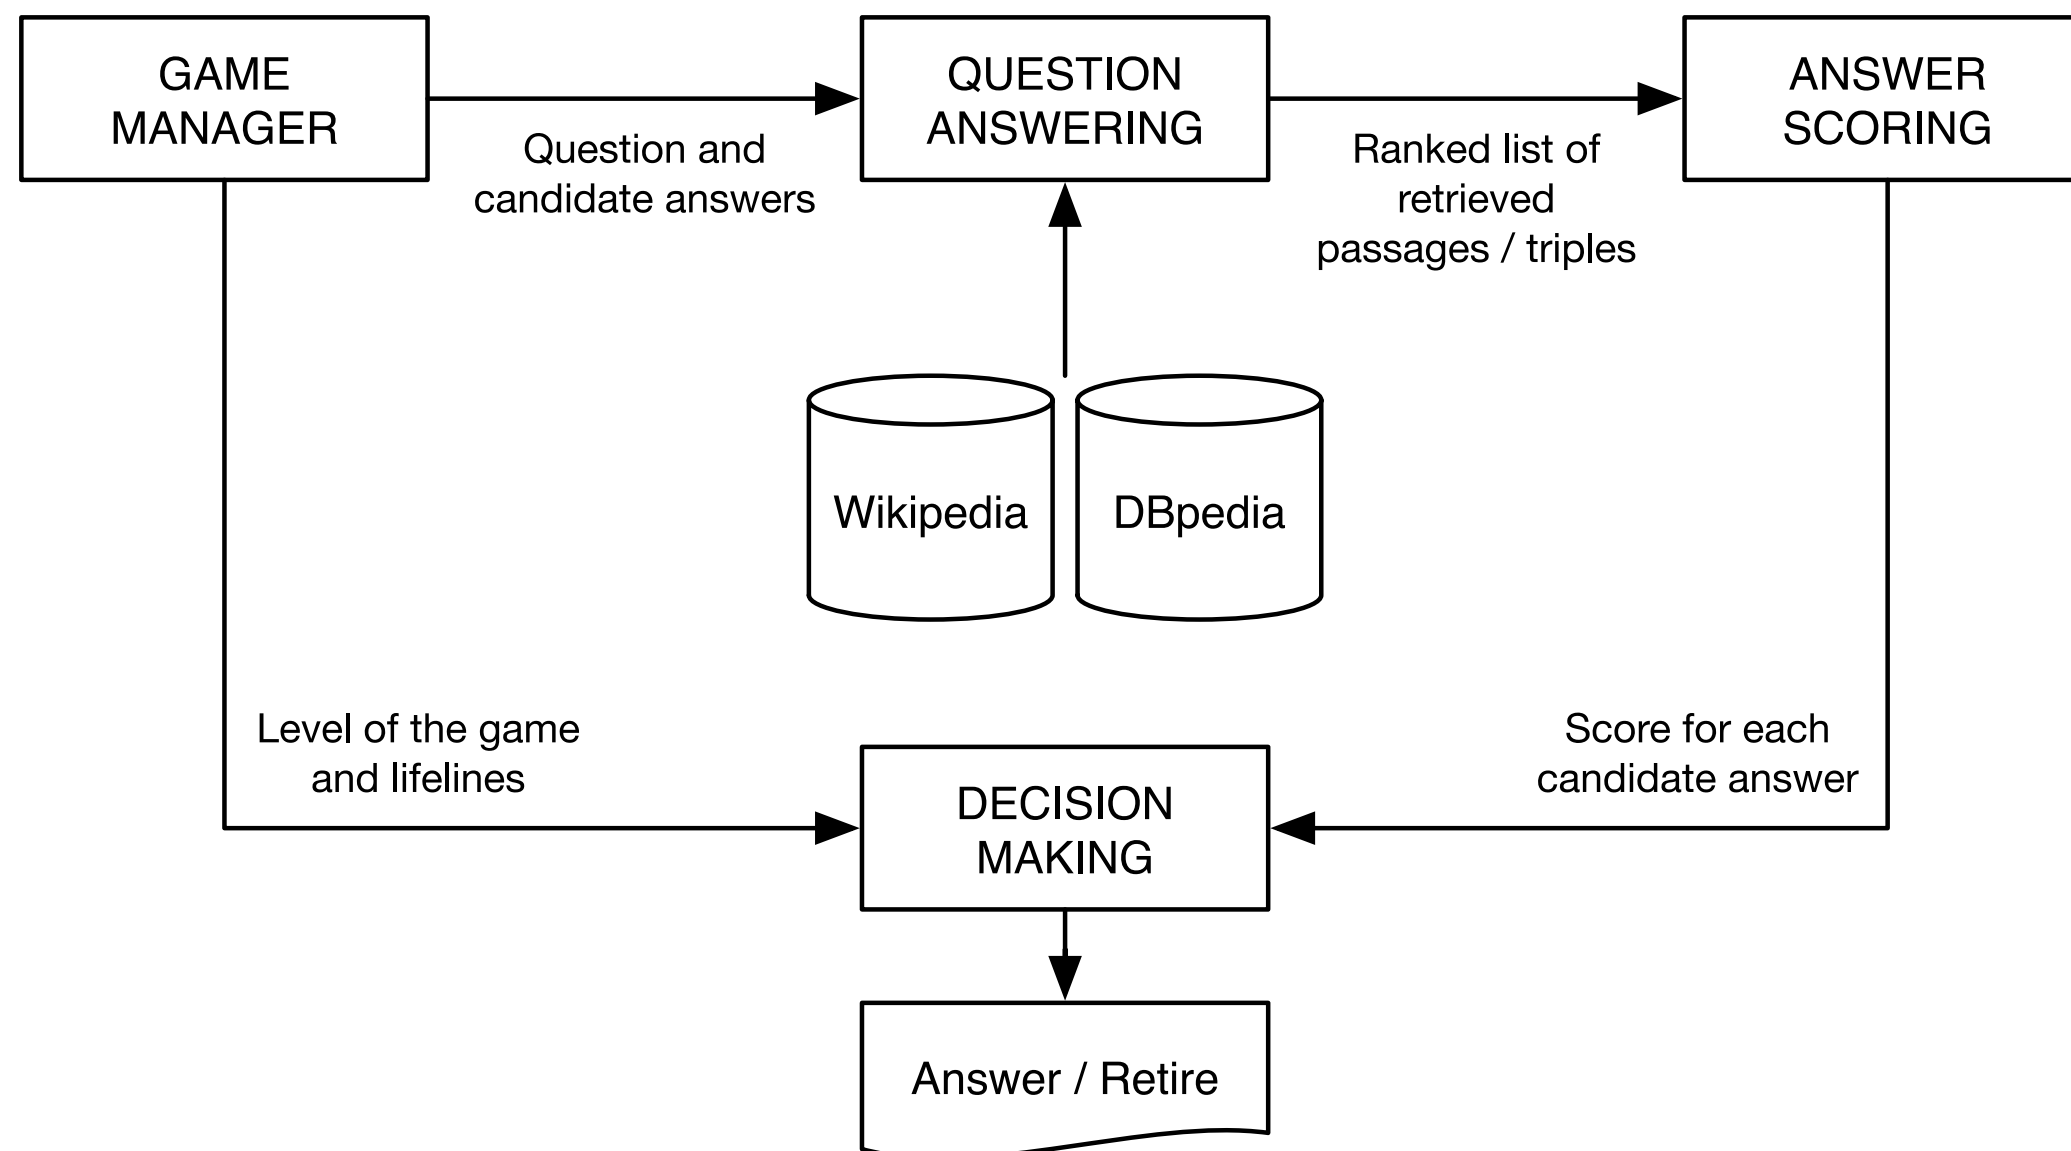 GAME
MANAGER
Question and
candidate answers
QUESTION
ANSWERING
Ranked list of
retrieved
passages / triples
ANSWER
SCORING
Wikipedia
DBpedia
Level of the game
and lifelines
DECISION
MAKING
Score for each
candidate answer
Answer / Retire